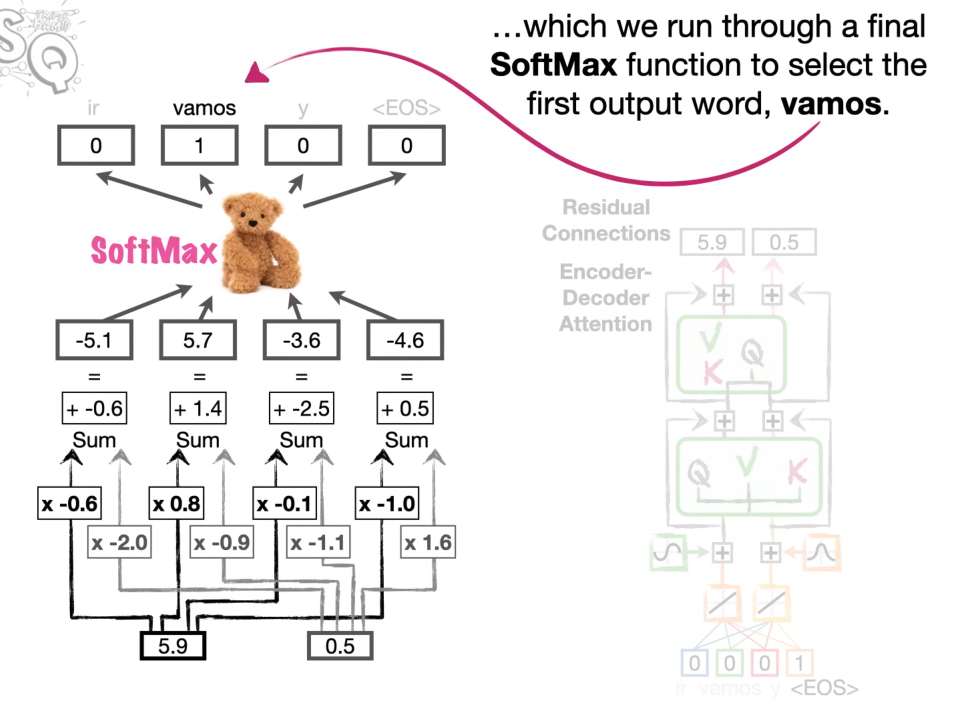 ...which we run through a final
SoftMax function to select the
first output word, vamos.
SQ
ir vamos y <EOS>
0 1 0 0
SoftMax
-5.1 5.7 -3.6 -4.6
= = = =
+ -0.6 + 1.4 + -2.5 + 0.5
Sum Sum Sum Sum
x -0.6 x 0.8 x -0.1 x -1.0
x -2.0 x -0.9 x -1.1 x 1.6
5.9 0.5
Residual
Connections
5.9 0.5
Encoder-
Decoder
Attention
+ +
V Q
K
+ +
Q V K
+ +
0 0 0 1
ir vamos y <EOS>